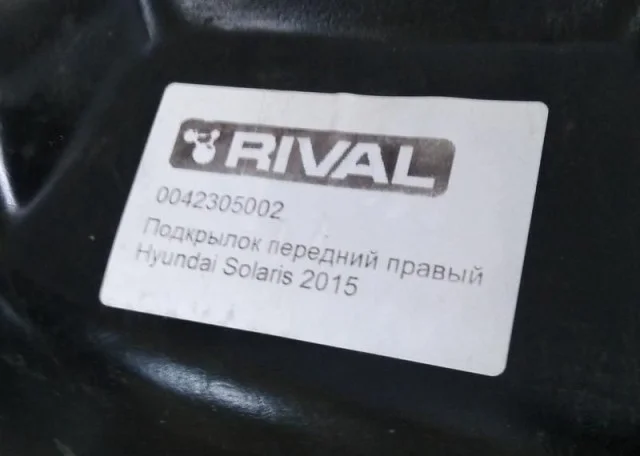 RIVAL
0042305002
Подкрылок передний правый
Hyundai Solaris 2015